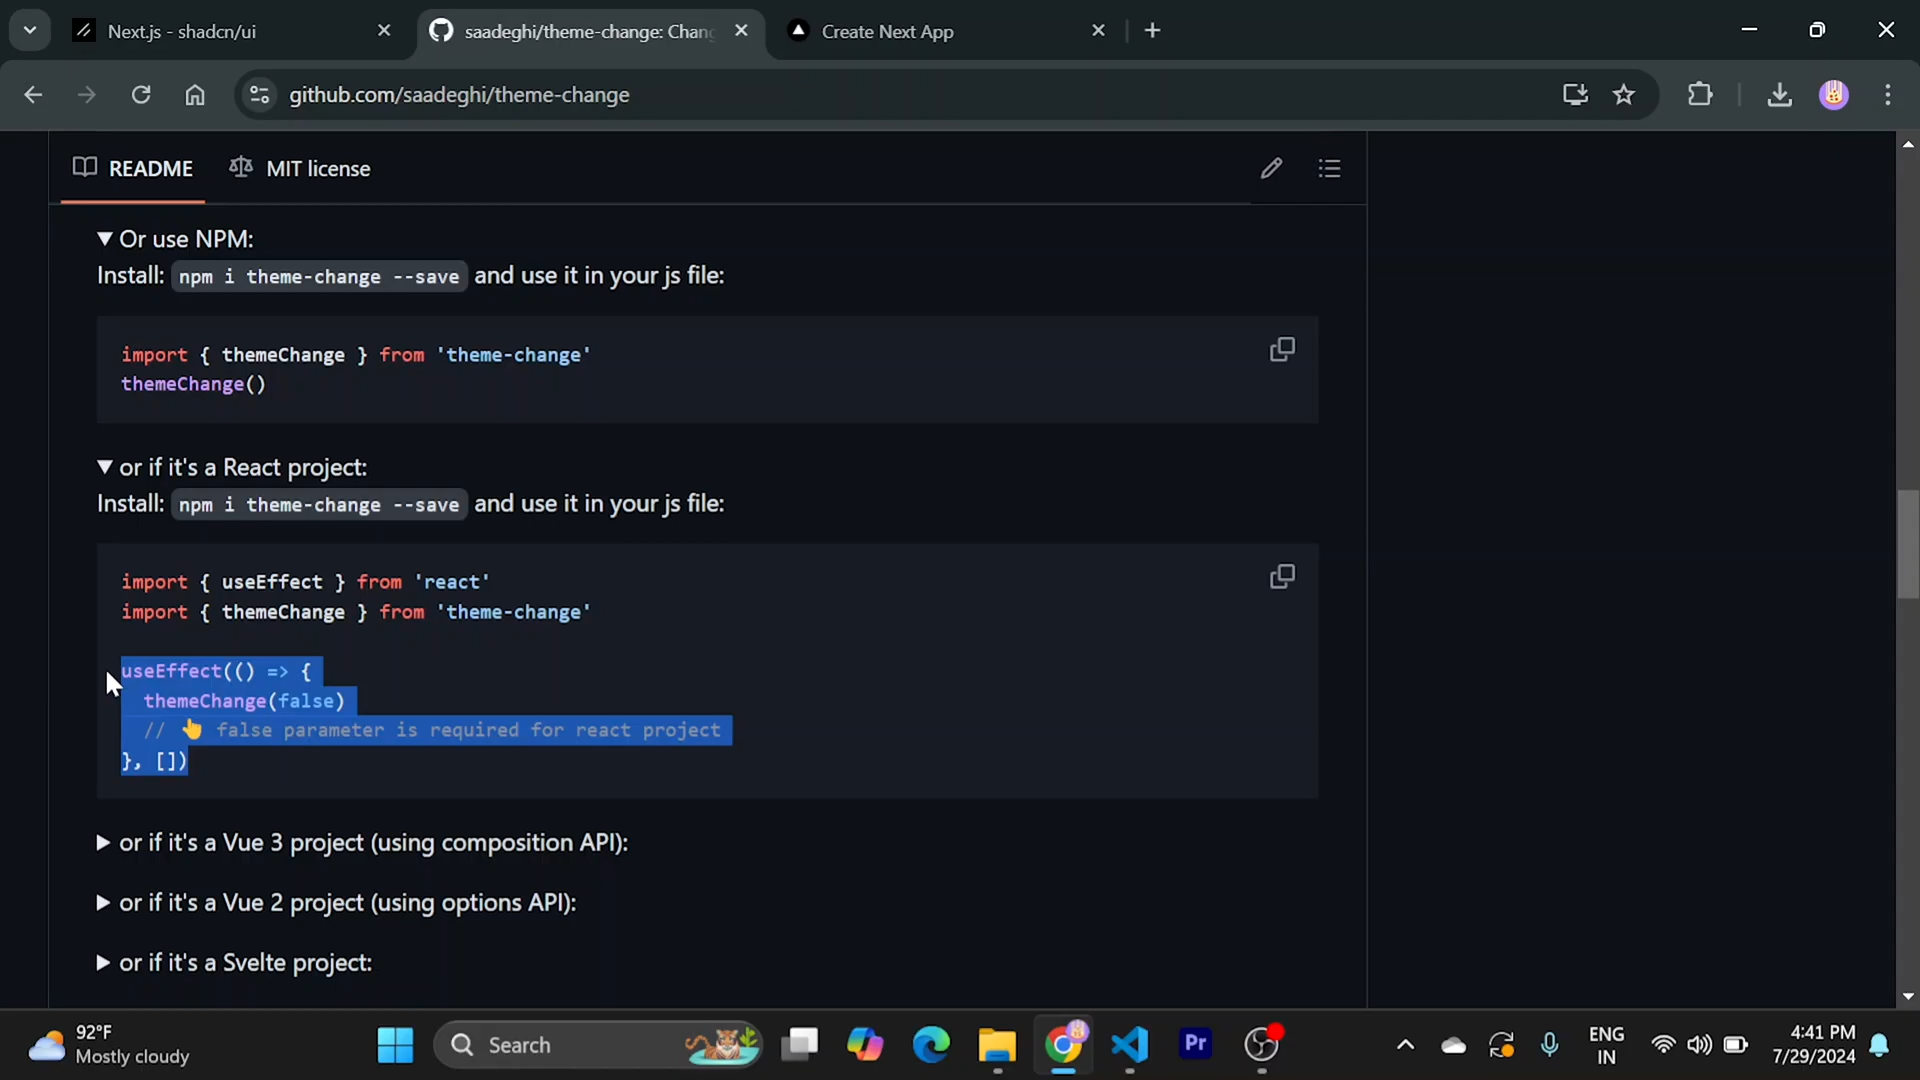 Next.js - shadcn/ui
saadeghi/theme-change: Chang
Create Next App
github.com/saadeghi/theme-change
README
MIT license
▼ Or use NPM:
Install: npm i theme-change --save and use it in your js file:
import { themeChange } from 'theme-change'
themeChange()
▼ or if it's a React project:
Install: npm i theme-change --save and use it in your js file:
import { useEffect } from 'react'
import { themeChange } from 'theme-change'
useEffect(() => {
themeChange(false)
// 👆 false parameter is required for react project
}, [])
▶ or if it's a Vue 3 project (using composition API):
▶ or if it's a Vue 2 project (using options API):
▶ or if it's a Svelte project:
92°F
Mostly cloudy
Search
Pr
ENG
IN
4:41 PM
7/29/2024